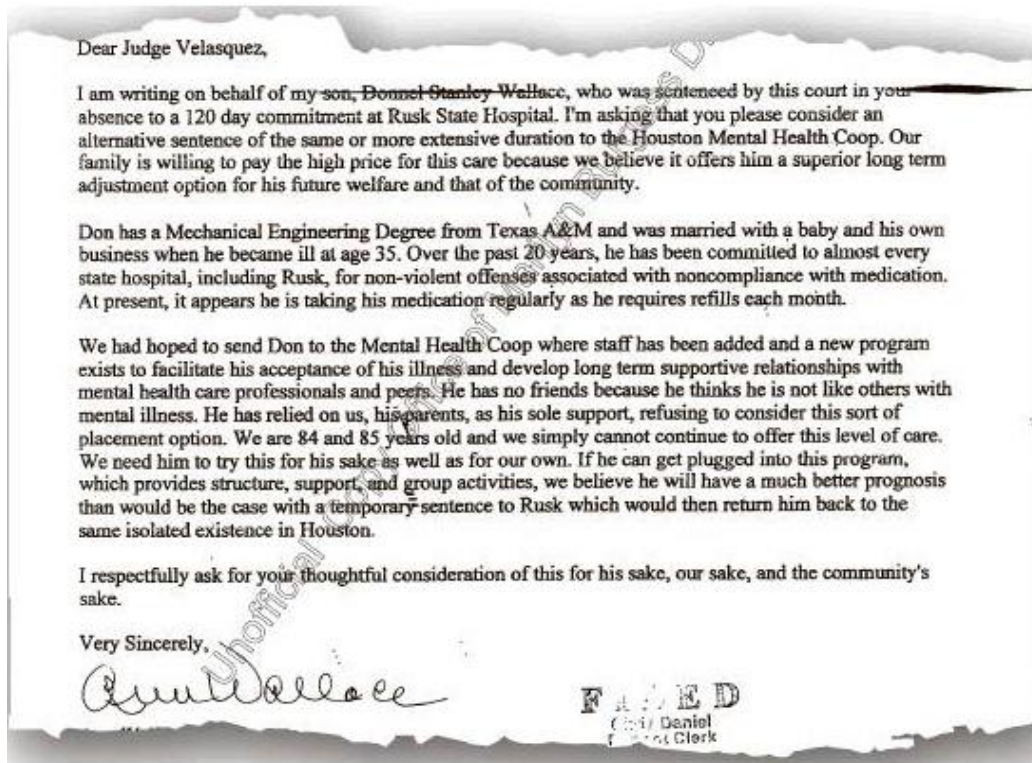 Dear Judge Velasquez,
I am writing on behalf of my son, Donnel Stanley Wallace, who was sentenced by this court in your
absence to a 120 day commitment at Rusk State Hospital. I'm asking that you please consider an
alternative sentence of the same or more extensive duration to the Houston Mental Health Coop. Our
family is willing to pay the high price for this care because we believe it offers him a superior long term
adjustment option for his future welfare and that of the community.
Don has a Mechanical Engineering Degree from Texas A&M and was married with a baby and his own
business when he became ill at age 35. Over the past 20 years, he has been committed to almost every
state hospital, including Rusk, for non-violent offenses associated with noncompliance with medication.
At present, it appears he is taking his medication regularly as he requires refills each month.
We had hoped to send Don to the Mental Health Coop where staff has been added and a new program
exists to facilitate his acceptance of his illness and develop long term supportive relationships with
mental health care professionals and peers. He has no friends because he thinks he is not like others with
mental illness. He has relied on us, his parents, as his sole support, refusing to consider this sort of
placement option. We are 84 and 85 years old and we simply cannot continue to offer this level of care.
We need him to try this for his sake as well as for our own. If he can get plugged into this program,
which provides structure, support, and group activities, we believe he will have a much better prognosis
than would be the case with a temporary sentence to Rusk which would then return him back to the
same isolated existence in Houston.
I respectfully ask for your thoughtful consideration of this for his sake, our sake, and the community's
sake.
Very Sincerely,
Ann Wallace
FILED
Daniel
Clerk
Unofficial Copy Office of Marilyn Burgess